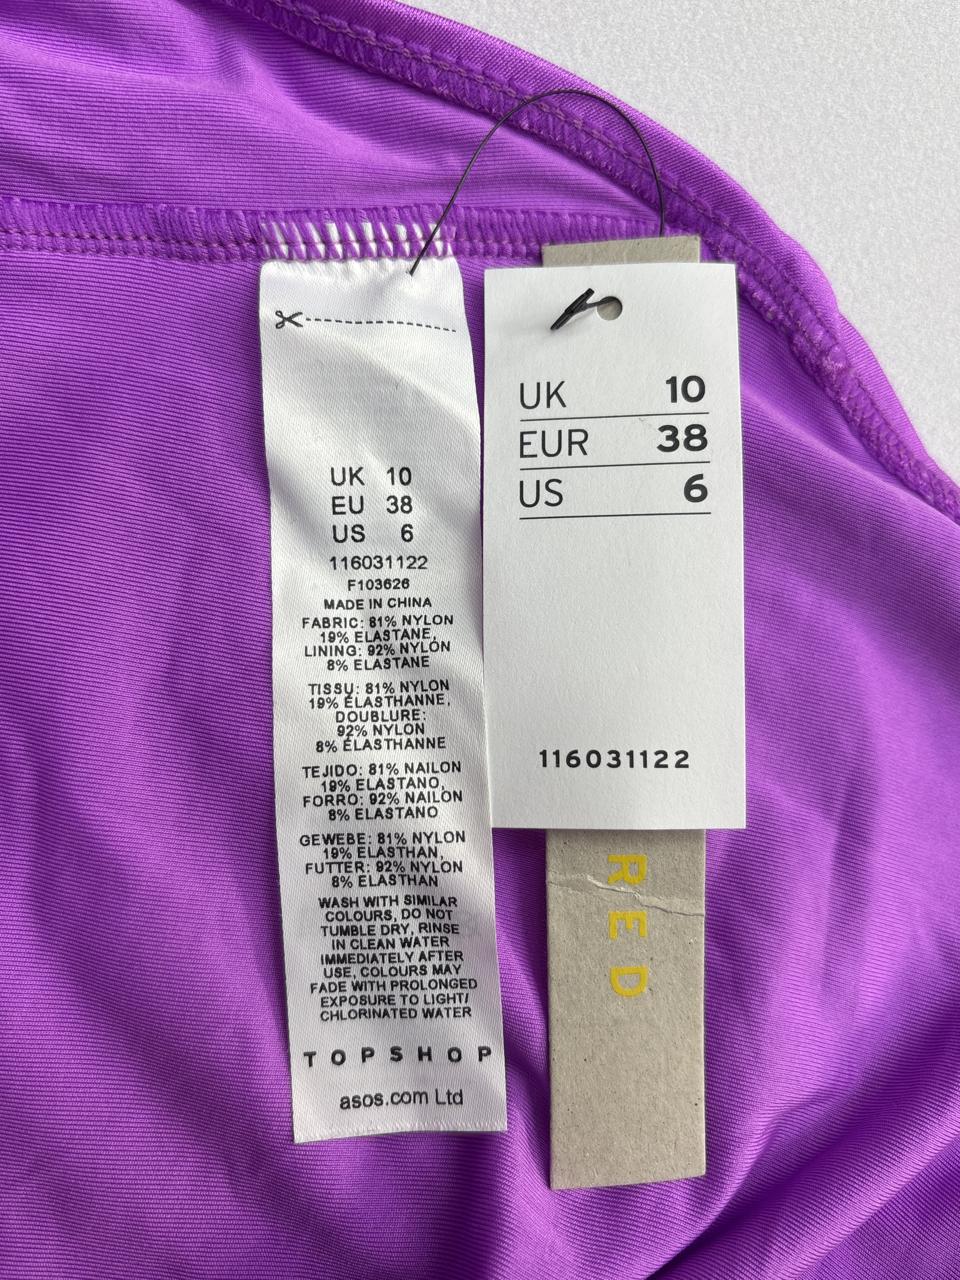 UK 10
EU 38
US 6
116031122
F103626
MADE IN CHINA
FABRIC: 81% NYLON
19% ELASTANE,
LINING: 92% NYLON
8% ELASTANE
TISSU: 81% NYLON
19% ÉLASTHANNE,
DOUBLURE:
92% NYLON
8% ÉLASTHANNE
TEJIDO: 81% NAILON
19% ELASTANO,
FORRO: 92% NAILON
8% ELASTANO
GEWEBE: 81% NYLON
19% ELASTHAN,
FUTTER: 92% NYLON
8% ELASTHAN
WASH WITH SIMILAR
COLOURS, DO NOT
TUMBLE DRY, RINSE
IN CLEAN WATER
IMMEDIATELY AFTER
USE, COLOURS MAY
FADE WITH PROLONGED
EXPOSURE TO LIGHT/
CHLORINATED WATER
TOPSHOP
asos.com Ltd
UK 10
EUR 38
US 6
116031122
RED